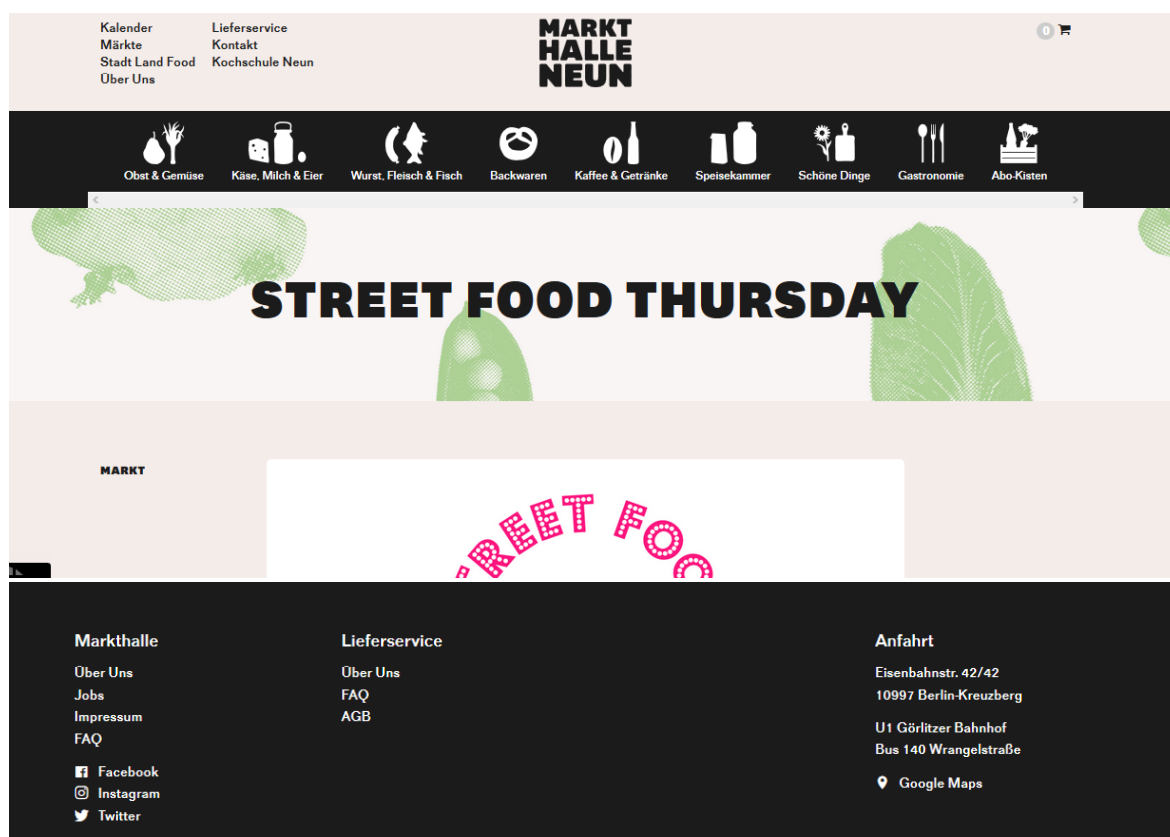 Kalender
Märkte
Stadt Land Food
Über Uns
Lieferservice
Kontakt
Kochschule Neun
MARKT
HALLE
NEUN
0
Obst & Gemüse
Käse, Milch & Eier
Wurst, Fleisch & Fisch
Backwaren
Kaffee & Getränke
Speisekammer
Schöne Dinge
Gastronomie
Abo-Kisten
STREET FOOD THURSDAY
MARKT
STREET FOO
Markthalle
Über Uns
Jobs
Impressum
FAQ
Facebook
Instagram
Twitter
Lieferservice
Über Uns
FAQ
AGB
Anfahrt
Eisenbahnstr. 42/42
10997 Berlin-Kreuzberg
U1 Görlitzer Bahnhof
Bus 140 Wrangelstraße
Google Maps